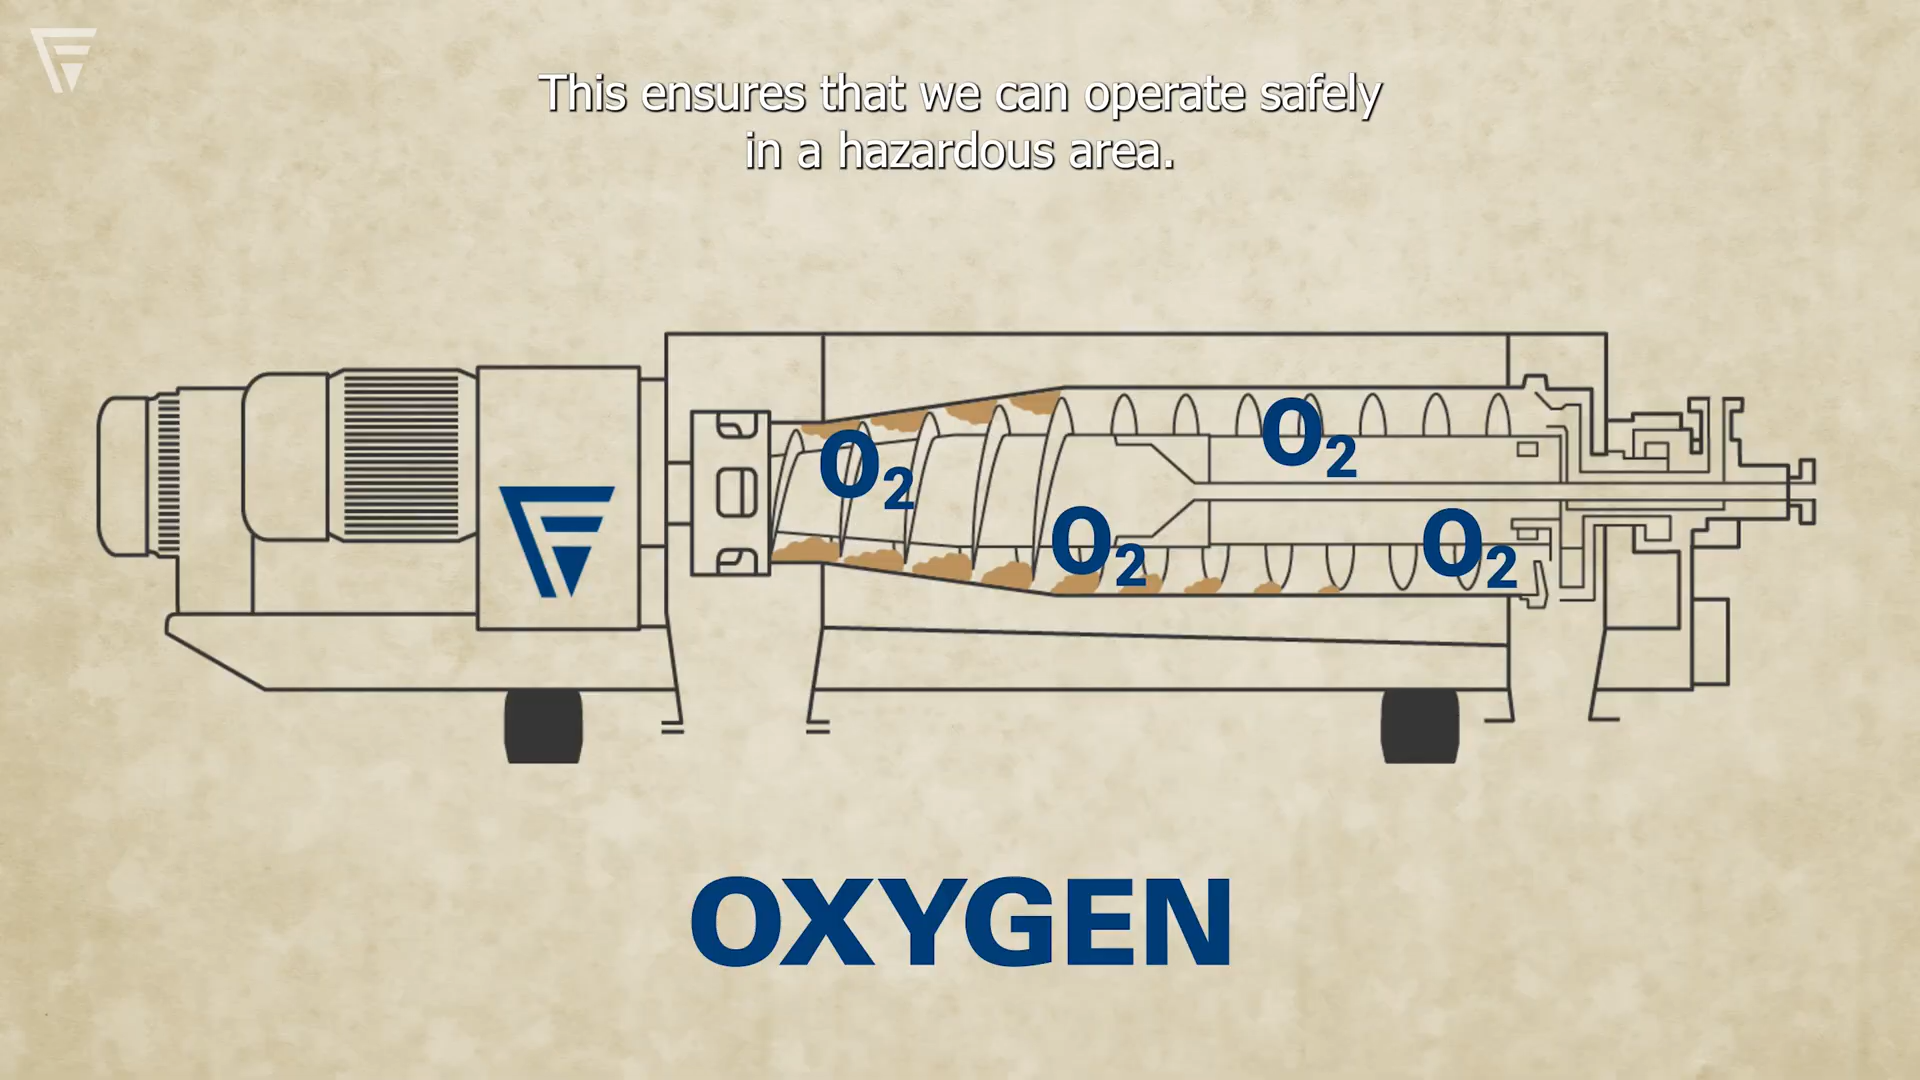 This ensures that we can operate safely
in a hazardous area.
O₂
O₂
O₂
O₂
OXYGEN